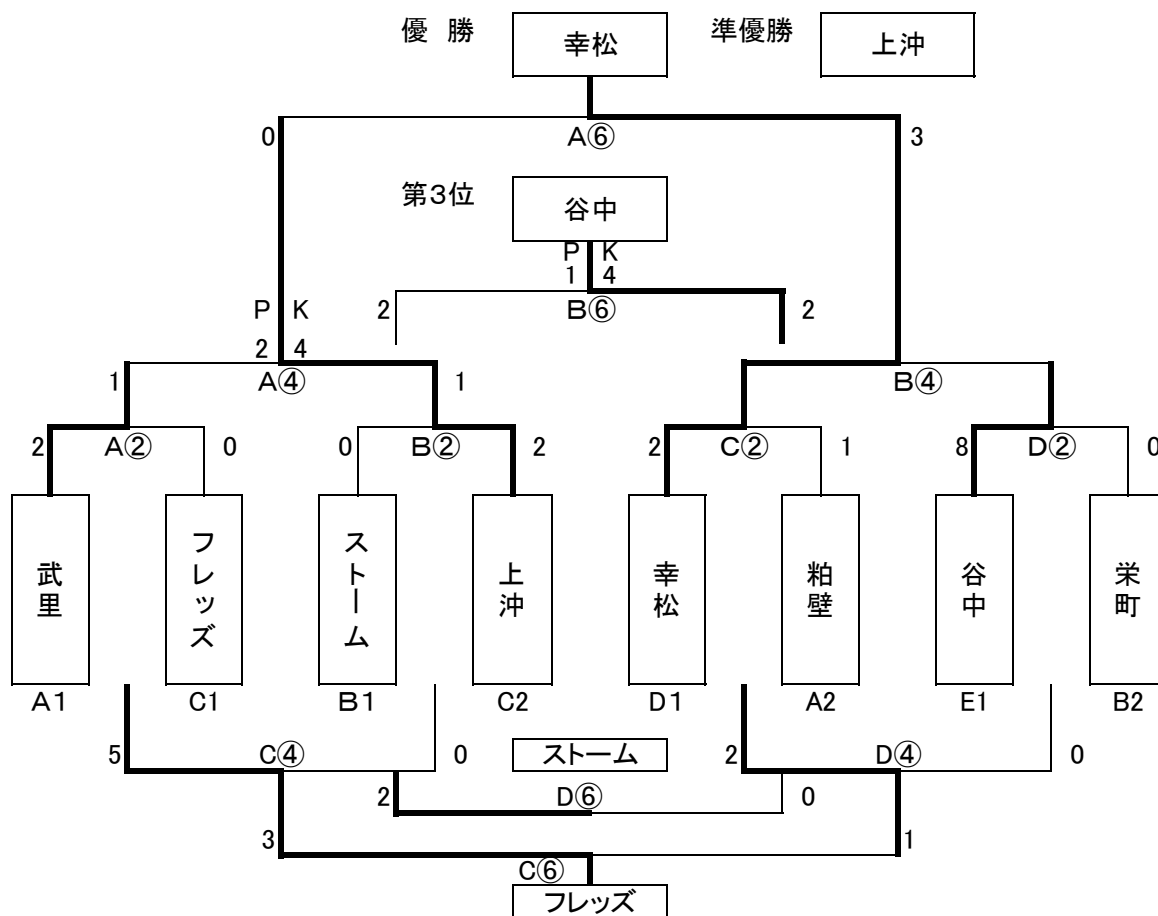 優 勝 幸松 準優勝 上沖
0 A⑥ 3
第3位 谷中
P K
1 4
P K 2 B⑥ 2
2 4
1 A④ 1 B④
2 A② 0 0 B② 2 2 C② 1 8 D② 0
武里 フレッズ ストーム 上沖 幸松 粕壁 谷中 栄町
A1 C1 B1 C2 D1 A2 E1 B2
5 C④ 0 ストーム 2 D④ 0
2 D⑥ 0
3 1
C⑥
フレッズ